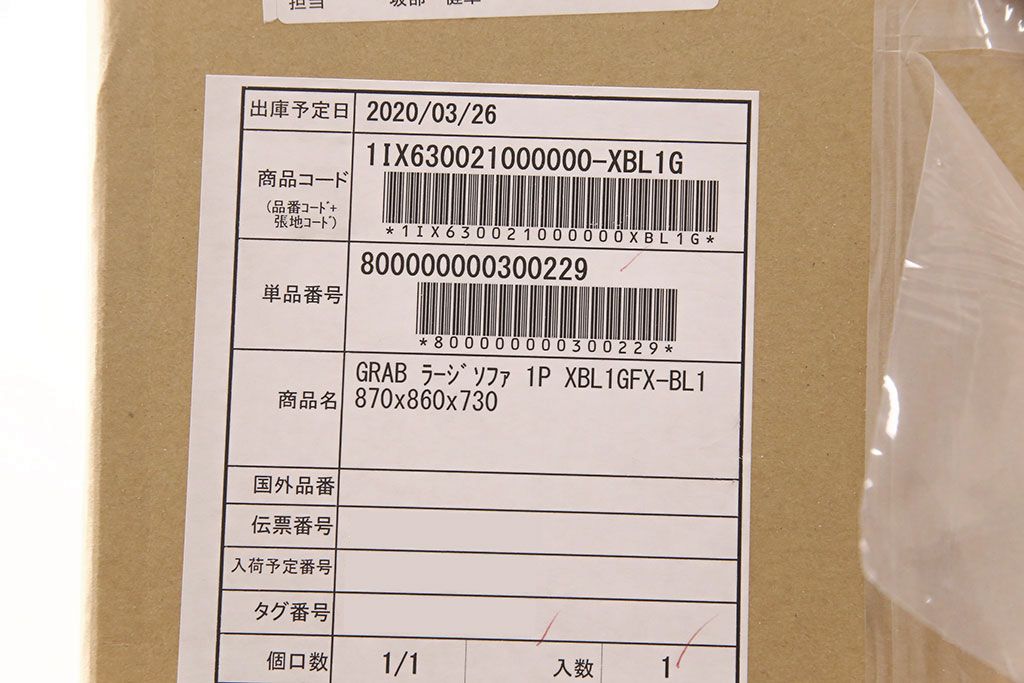 担当
出庫予定日 2020/03/26
商品コード 1IX630021000000-XBL1G
(品番コード+
張地コード)
*1IX630021000000XBL1G*
単品番号 800000000300229
*800000000300229*
商品名 GRAB ラージソファ 1P XBL1GFX-BL1
870x860x730
国外品番
伝票番号
入荷予定番号
タグ番号
個口数 1/1 入数 1